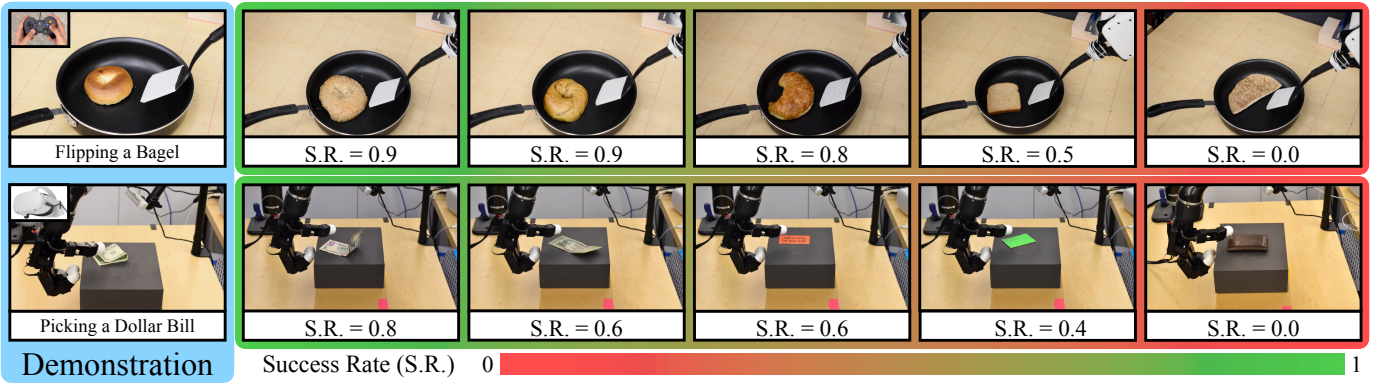 Flipping a Bagel
S.R. = 0.9
S.R. = 0.9
S.R. = 0.8
S.R. = 0.5
S.R. = 0.0
Picking a Dollar Bill
S.R. = 0.8
S.R. = 0.6
S.R. = 0.6
S.R. = 0.4
S.R. = 0.0
Demonstration
Success Rate (S.R.)
0
1